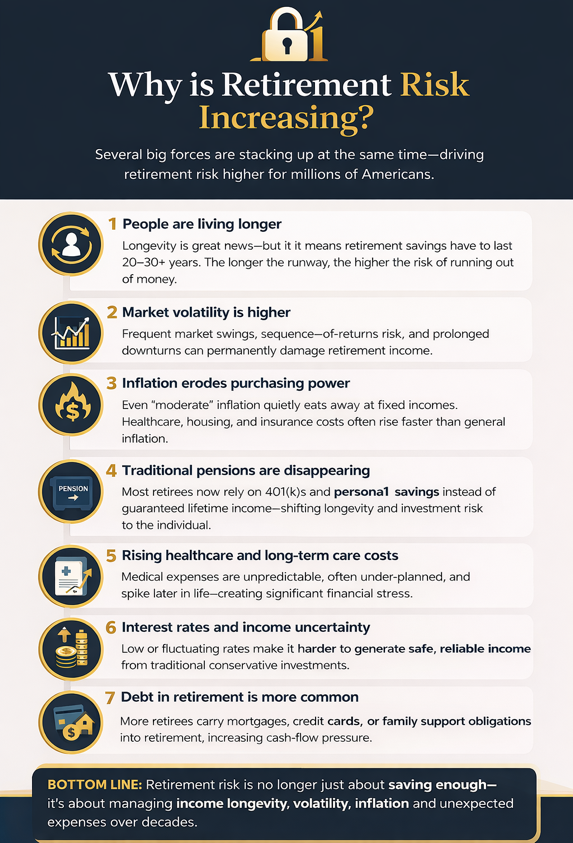 Why is Retirement Risk
Increasing?
Several big forces are stacking up at the same time—driving
retirement risk higher for millions of Americans.
1 People are living longer
Longevity is great news—but it it means retirement savings have to last
20–30+ years. The longer the runway, the higher the risk of running out
of money.
2 Market volatility is higher
Frequent market swings, sequence—of-returns risk, and prolonged
downturns can permanently damage retirement income.
3 Inflation erodes purchasing power
Even “moderate” inflation quietly eats away at fixed incomes.
Healthcare, housing, and insurance costs often rise faster than general
inflation.
PENSION
4 Traditional pensions are disappearing
Most retirees now rely on 401(k)s and persona1 savings instead of
guaranteed lifetime income—shifting longevity and investment risk
to the individual.
5 Rising healthcare and long-term care costs
Medical expenses are unpredictable, often under-planned, and
spike later in life—creating significant financial stress.
6 Interest rates and income uncertainty
Low or fluctuating rates make it harder to generate safe, reliable income
from traditional conservative investments.
7 Debt in retirement is more common
More retirees carry mortgages, credit cards, or family support obligations
into retirement, increasing cash-flow pressure.
BOTTOM LINE: Retirement risk is no longer just about saving enough—
it’s about managing income longevity, volatility, inflation and unexpected
expenses over decades.